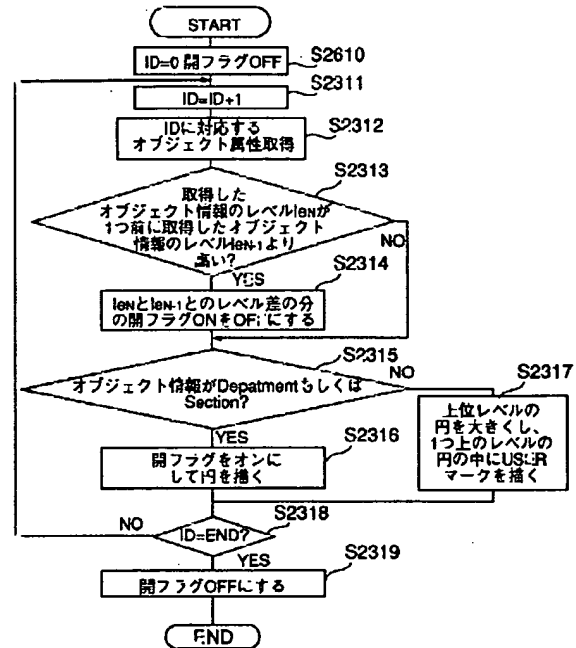 START
S2610
ID=0 開フラグOFF
S2311
ID=ID+1
S2312
IDに対応する
オブジェクト属性取得
S2313
取得した
オブジェクト情報のレベルleNが
1つ前に取得したオブジェクト
情報のレベルleN-1より
高い?
NO
YES
S2314
leNとleN-1とのレベル差の分
の開フラグONをOFFにする
S2315
オブジェクト情報がDepatmentもしくは
Section?
NO
S2317
上位レベルの
円を大きくし、
1つ上のレベルの
円の中にUSER
マークを描く
YES
S2316
開フラグをオンに
して円を描く
S2318
NO
ID=END?
YES
S2319
開フラグOFFにする
END